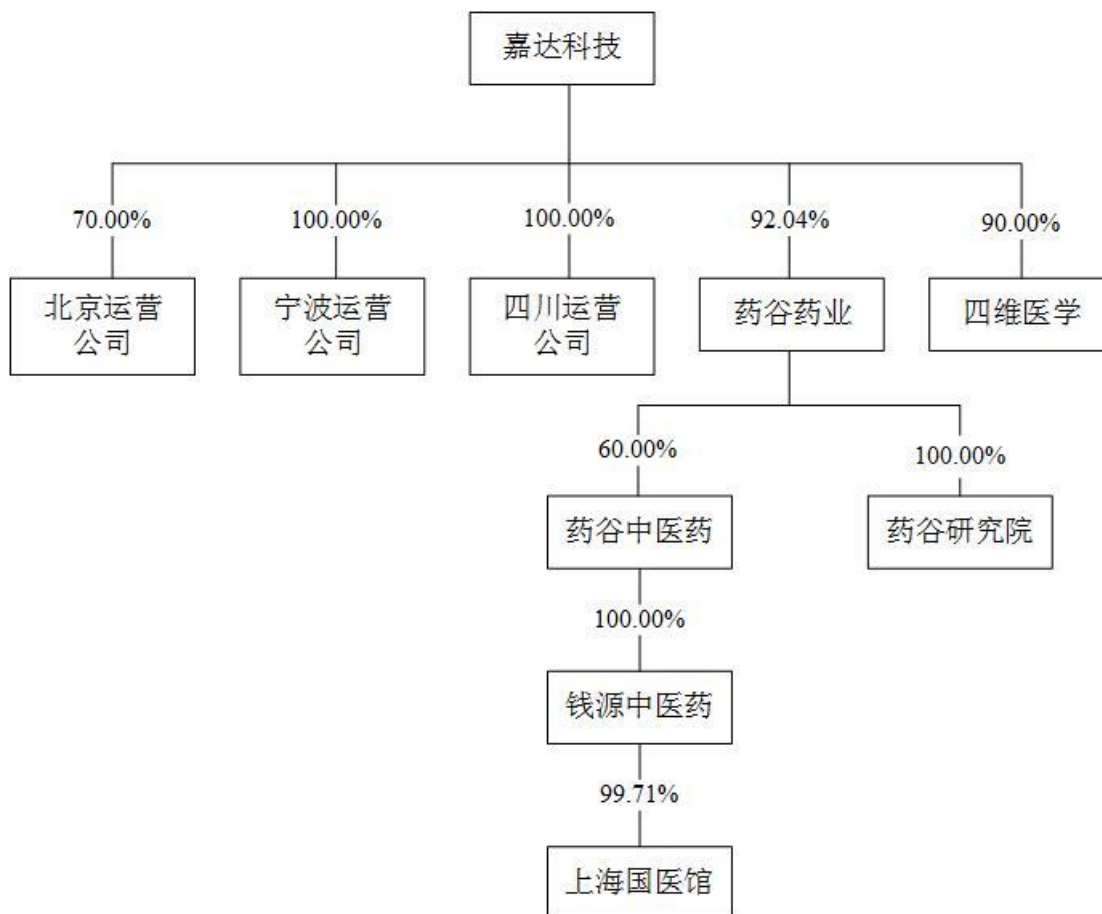 嘉达科技
70.00%
100.00%
100.00%
92.04%
90.00%
北京运营
公司
宁波运营
公司
四川运营
公司
药谷药业
四维医学
60.00%
100.00%
药谷中医药
药谷研究院
100.00%
钱源中医药
99.71%
上海国医馆